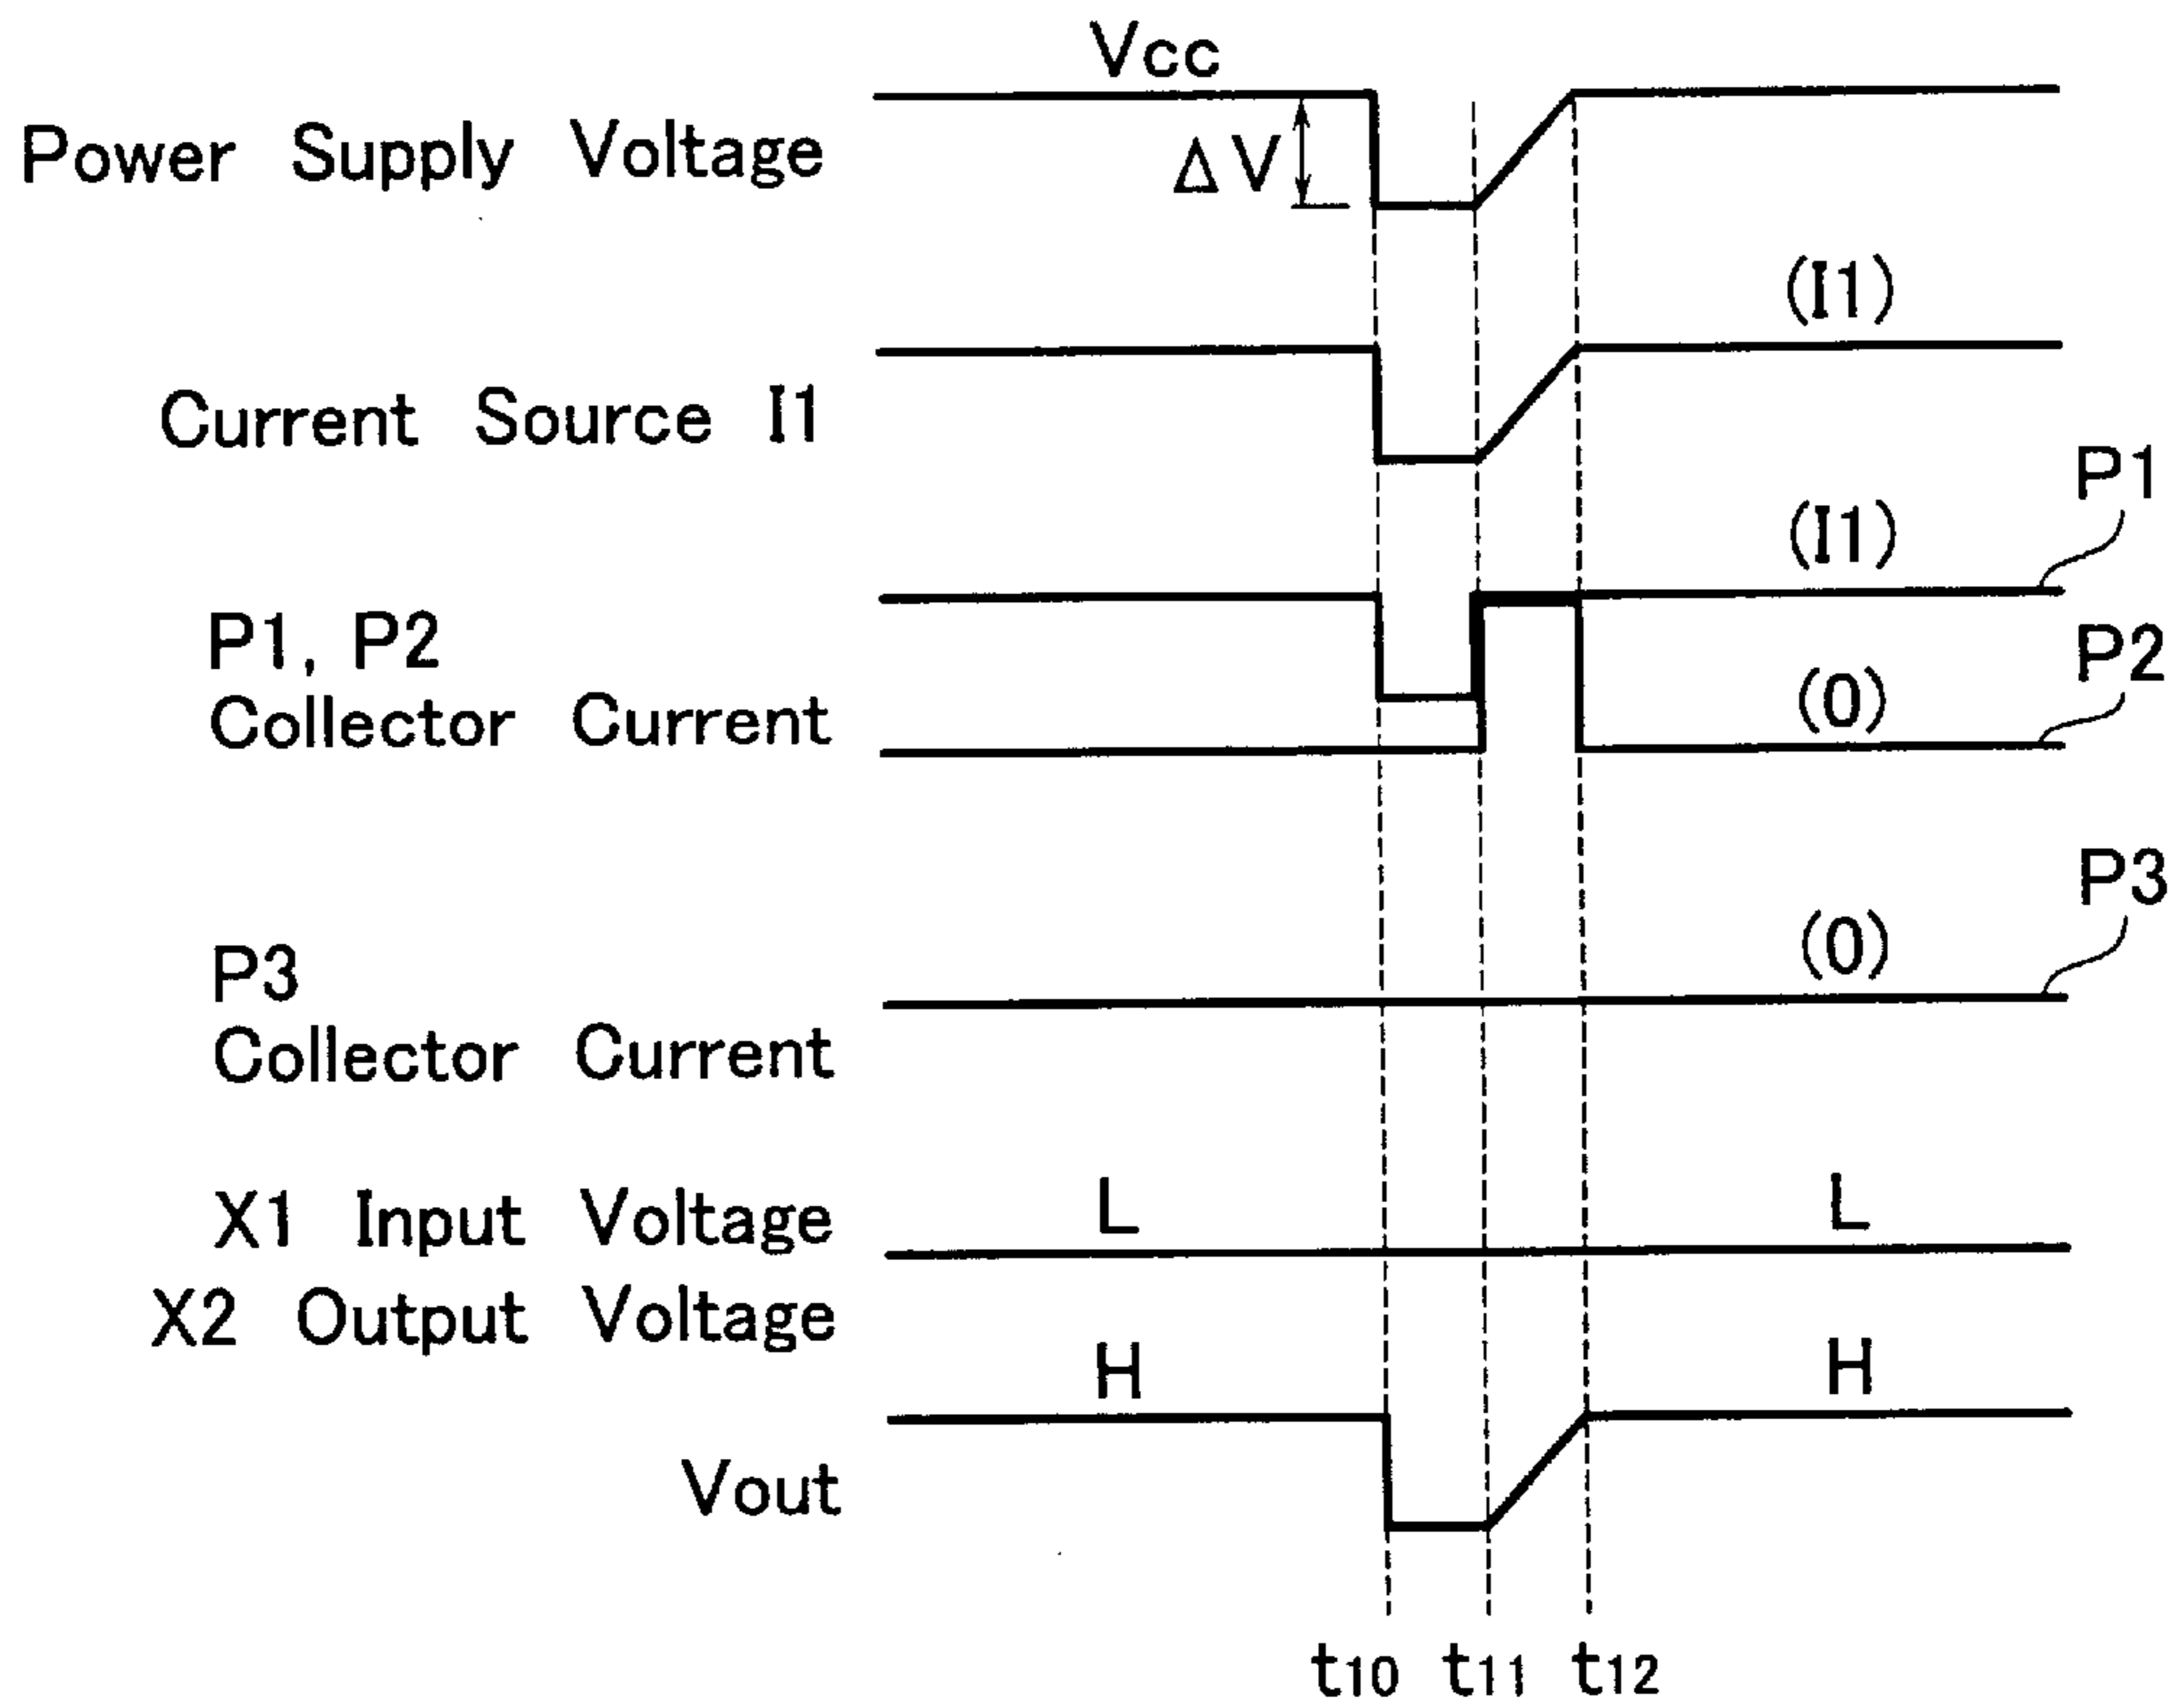 Vcc
Power Supply Voltage
ΔV
(I1)
Current Source I1
P1
(I1)
P1, P2
Collector Current
P2
(0)
P3
(0)
P3
Collector Current
X1 Input Voltage
L
L
X2 Output Voltage
H
H
Vout
t10 t11 t12